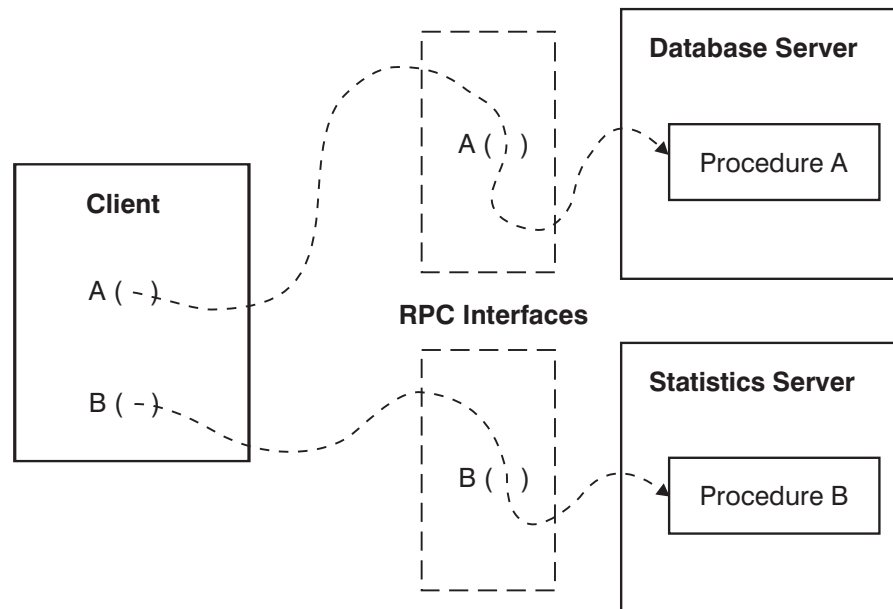 Database Server
A ( )
Procedure A
Client
A ( )
RPC Interfaces
B ( )
Statistics Server
B ( )
Procedure B